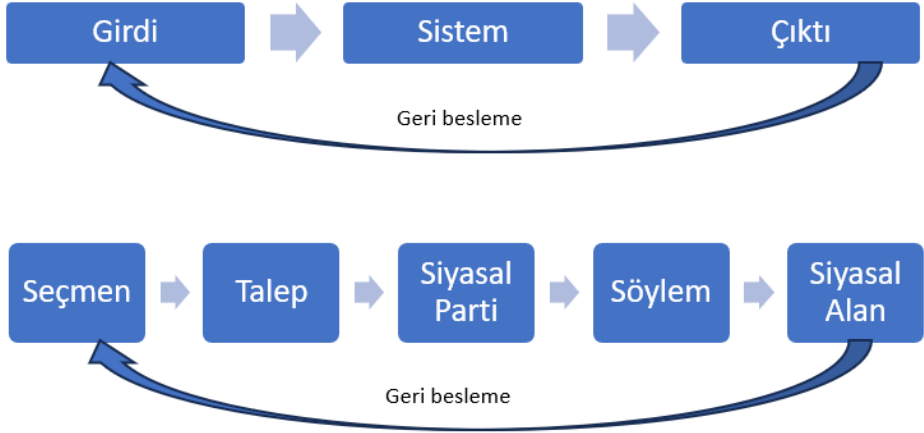 Girdi
Sistem
Çıktı
Geri besleme
Seçmen
Talep
Siyasal
Parti
Söylem
Siyasal
Alan
Geri besleme